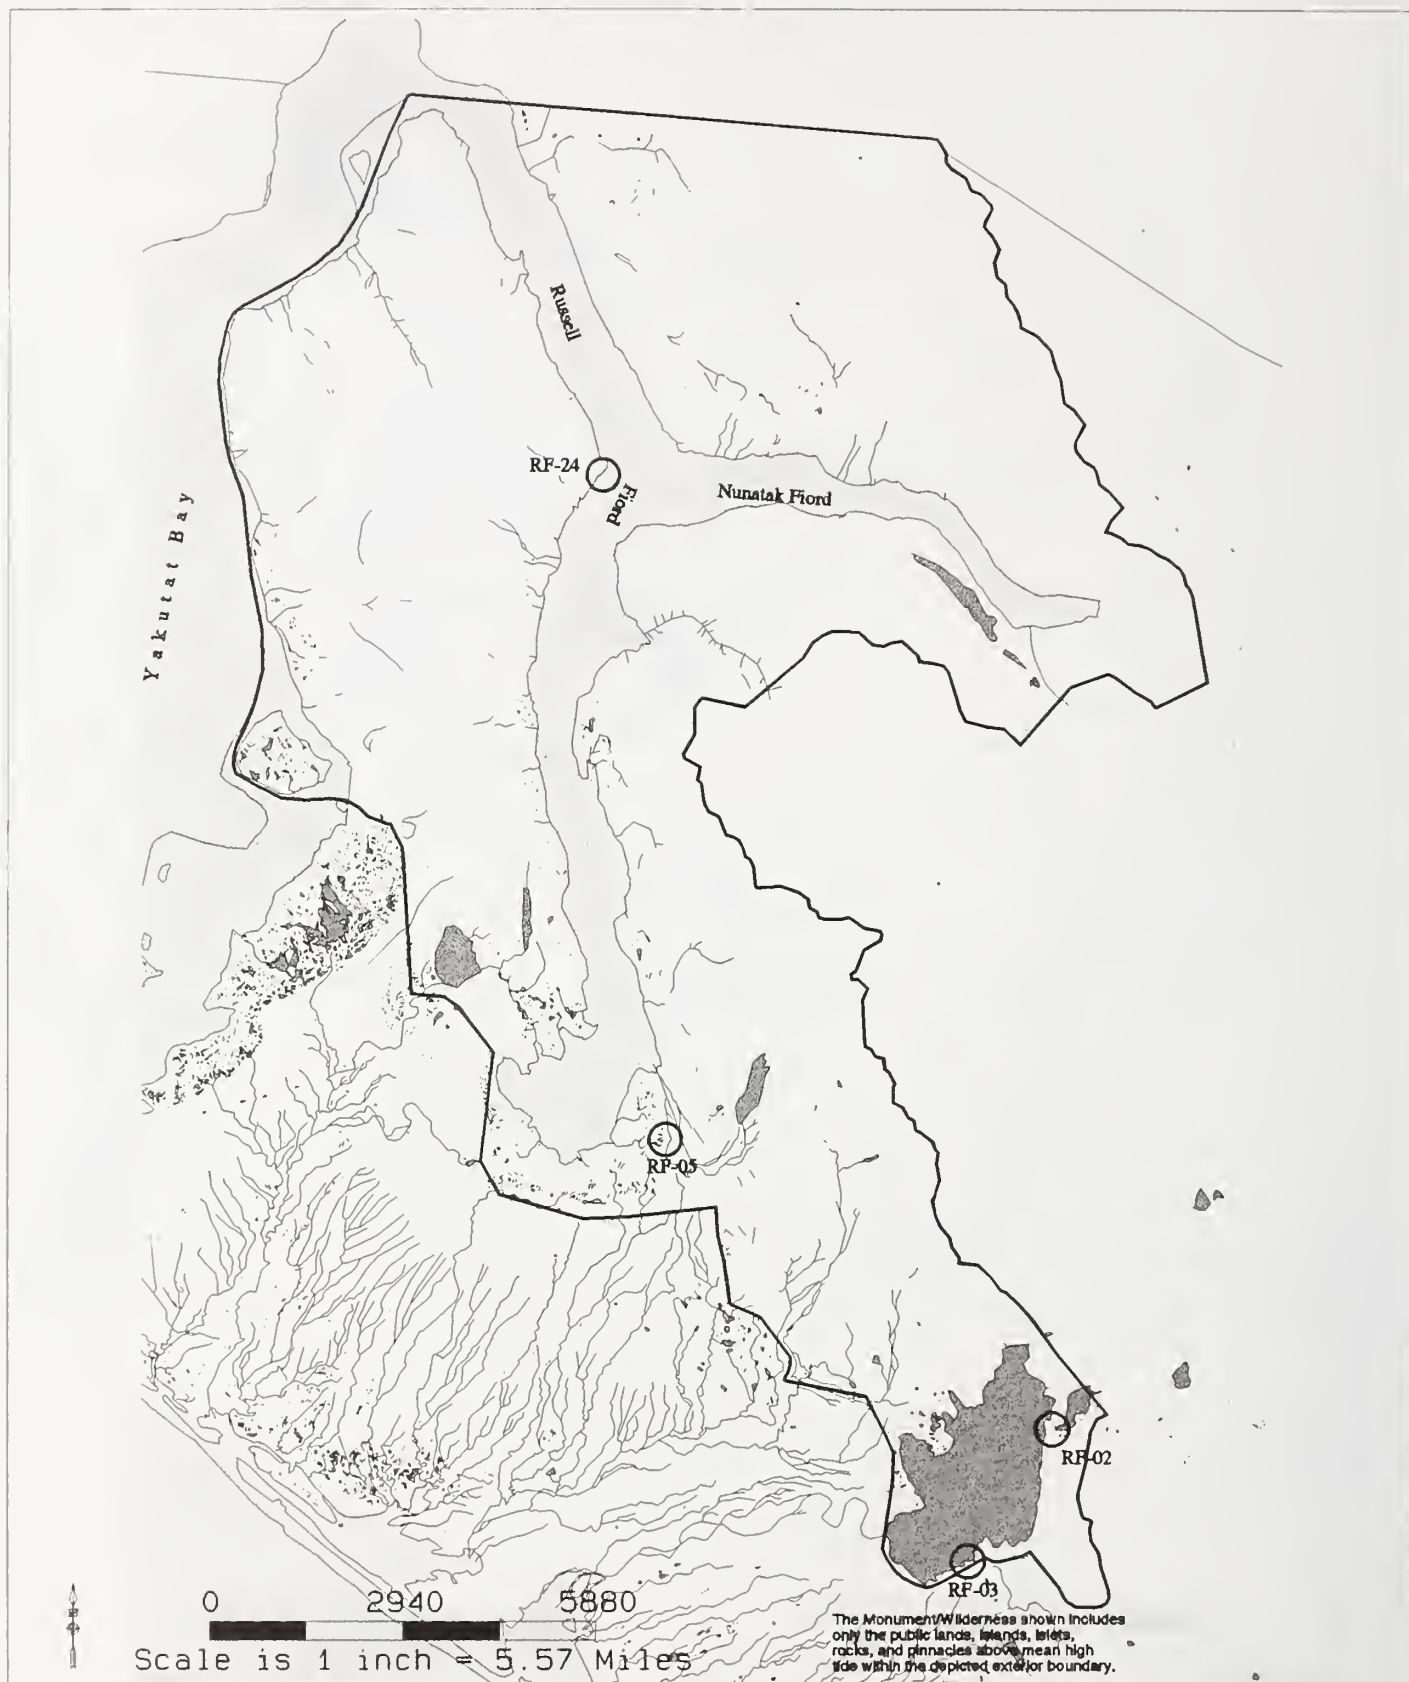 Russell
RF-24
Fiord
Nunatak Fiord
Yakutat Bay
RF-05
RF-02
RF-03
0 2940 5880
Scale is 1 inch = 5.57 Miles
The Monument/Wilderness shown includes
only the public lands, islands, islets,
rocks, and pinnacles above mean high
tide within the depicted exterior boundary.